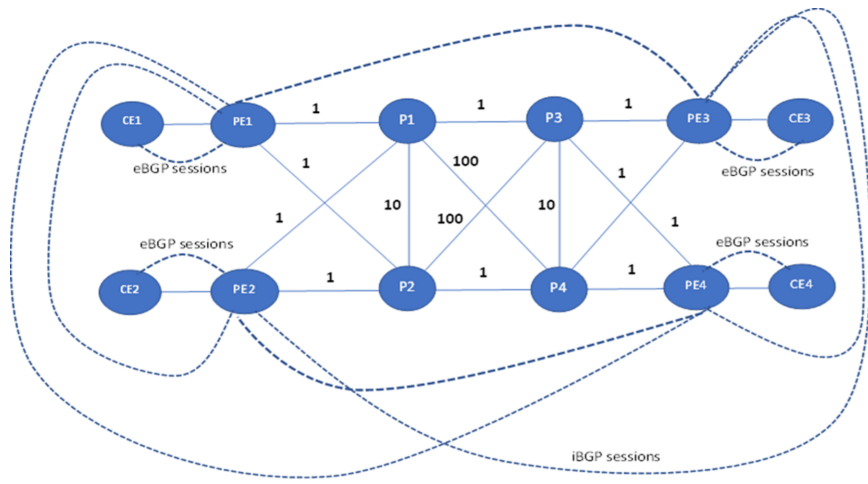 1 1 1
CE1 PE1 P1 P3 PE3 CE3
eBGP sessions 1 100 1 eBGP sessions
10 100 10
1 1
eBGP sessions eBGP sessions
1 1 1
CE2 PE2 P2 P4 PE4 CE4
iBGP sessions